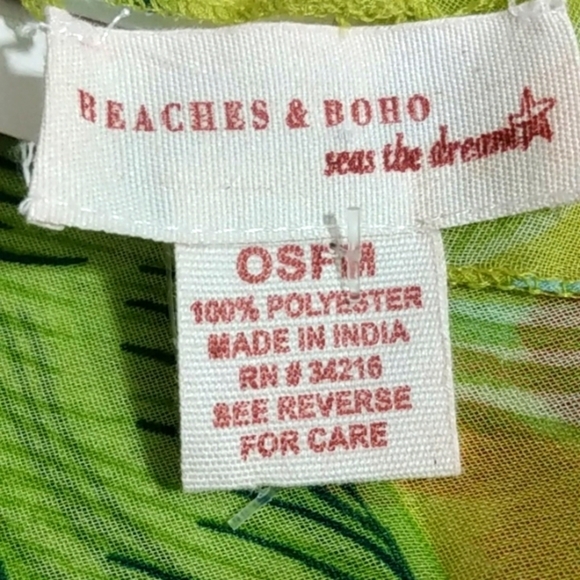 BEACHES & BOHO
seas the dream
OSFM
100% POLYESTER
MADE IN INDIA
RN # 34216
SEE REVERSE
FOR CARE